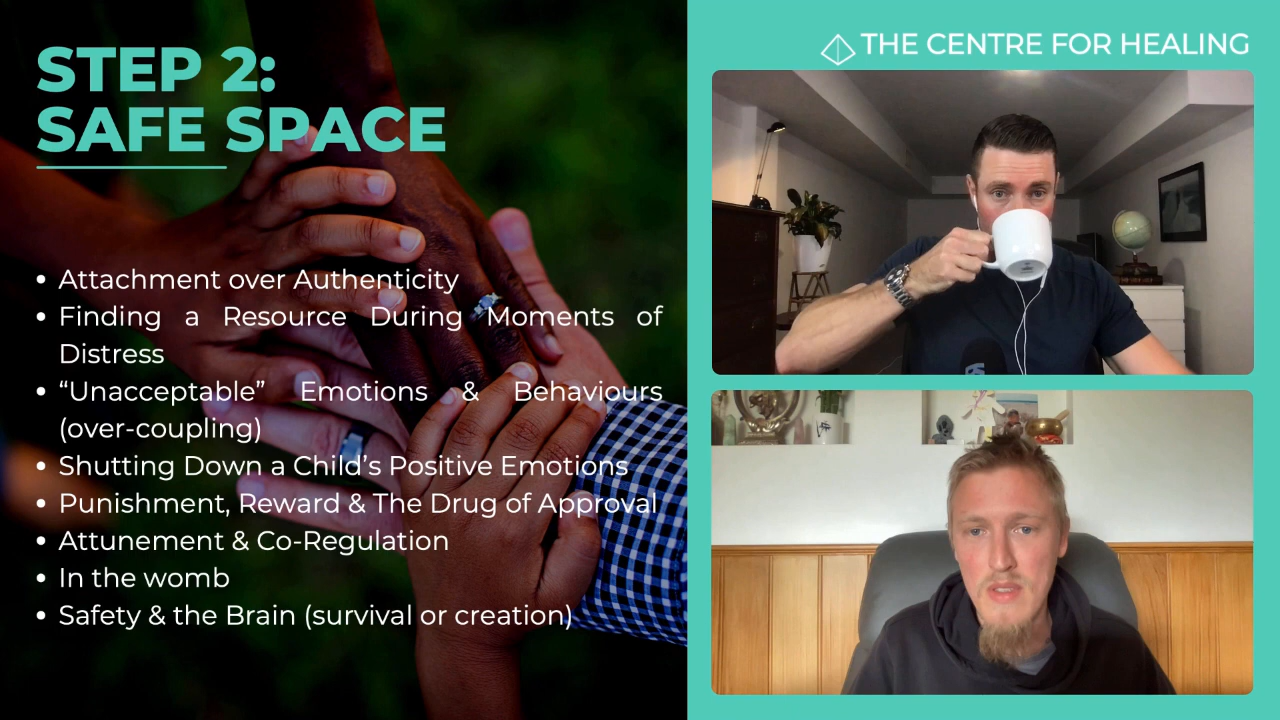 STEP 2:
SAFE SPACE
• Attachment over Authenticity
• Finding a Resource During Moments of
Distress
• “Unacceptable” Emotions & Behaviours
(over-coupling)
• Shutting Down a Child’s Positive Emotions
• Punishment, Reward & The Drug of Approval
• Attunement & Co-Regulation
• In the womb
• Safety & the Brain (survival or creation)
THE CENTRE FOR HEALING